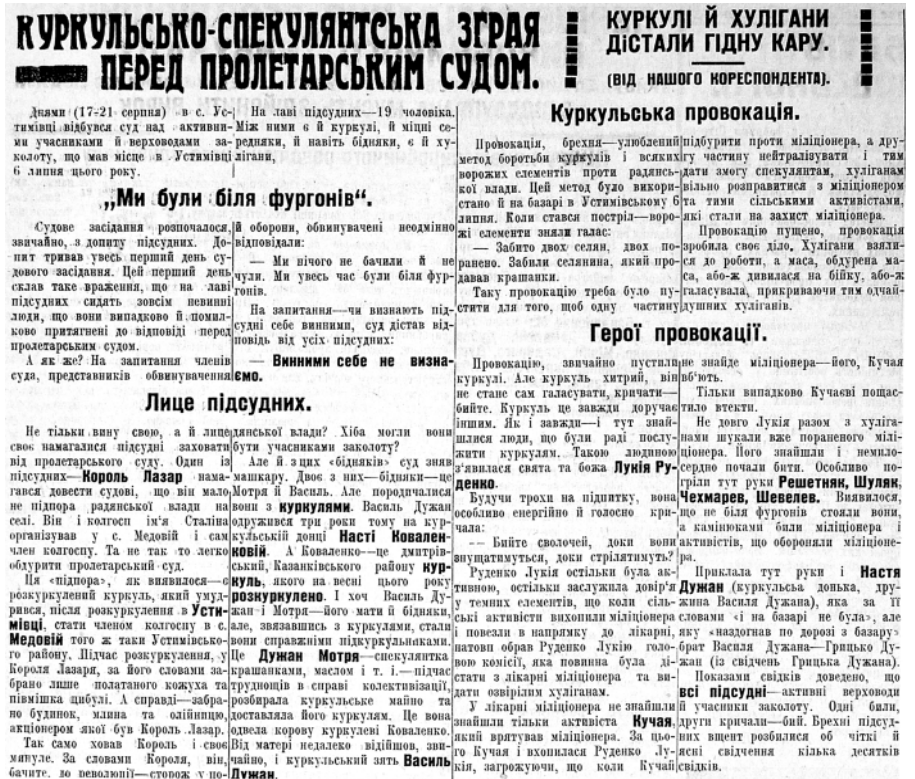 КУРКУЛЬСЬКО-СПЕКУЛЯНТСЬКА ЗГРАЯ
ПЕРЕД ПРОЛЕТАРСЬКИМ СУДОМ.
КУРКУЛІ Й ХУЛІГАНИ
ДІСТАЛИ ГІДНУ КАРУ.
(ВІД НАШОГО КОРЕСПОНДЕНТА).
Днями (17-21 серпня) в с. Ус-
тимівці відбувся суд над активни-
ми учасниками й верховодами за-
колоту, що мав місце в Устимівці
6 липня цього року.
На лаві підсудних—19 чоловіка.
Між ними є й куркулі, й міцні се-
редняки, й навіть бідняки, є й ху-
лігани,
„Ми були біля фургонів“.
Судове засідання розпочалося,
звичайно, з допиту підсудних. До-
пит тривав увесь перший день су-
дового засідання. Цей перший день
склав таке враження, що на лаві
підсудних сидять зовсім невинні
люди, що вони випадково й помил-
ково притягнені до відповіді перед
пролетарським судом.
А як же? На запитання членів
суда, представників обвинувачення
й оборони, обвинувачені неодмінно
відповідали:
— Ми нічого не бачили й не
чули. Ми увесь час були біля фур-
гонів.
На запитання—чи визнають під-
судні себе винними, суд дістав від-
повідь від усіх підсудних:
— Винними себе не визна-
ємо.
Лице підсудних.
Не тільки вину свою, а й лице
своє намагалися підсудні заховати
від пролетарського суду. Один із
підсудних—Король Лазар нама-
гався довести судові, що він мало
не підпора радянської влади на
селі. Він і колгосп ім'я Сталіна
організував у с. Медовій і сам
член колгоспу. Та не так то легко
обдурити пролетарський суд.
Ця «підпора», як виявилося—є
розкуркулений куркуль, який умуд-
рився, після розкуркулення в Усти-
мівці, стати членом колгоспу в с.
Медовій того ж таки Устимівсько-
го району. Підчас розкуркулення, у
Короля Лазаря, за його словами за-
брано лише полатаного кожуха та
півмішка цибулі. А справді—забра-
но будинок, млина та олійницю,
акціонером якої був Король Лазар.
Так само ховав Король і своє
минуле. За словами Короля, він,
бачите, до революції—сторож у по-
дянської влади? Хіба могли вони
бути учасниками заколоту?
Але й з цих «бідняків» суд зняв
машкару. Двоє з них—бідняки—це
Мотря й Василь. Але породичалися
вони з куркулями. Василь Дужан
одружився три роки тому на кур-
кульській донці Насті Ковален-
ковій. А Коваленко—це дмитрів-
ський, Казанківського району кур-
куль, якого на весні цього року
розкуркулено. І хоч Василь Ду-
жан і Мотря—його мати й бідняки,
але, звязавшись з куркулями, стали
вони справжніми підкуркульниками.
Це Дужан Мотря—спекулянтка
крашанками, маслом і т. і.—підчас
труднощів в справі колективізації,
розбирала куркульське майно та
доставляла його куркулям. Це вона
одвела корову куркулеві Коваленко.
Від матері недалеко відійшов, зви-
чайно, і куркульський зять Василь
Дужан.
Куркульська провокація.
Провокація, брехня—улюблений
метод боротьби куркулів і всяких
ворожих елементів проти радянсь-
кої влади. Цей метод було викори-
стано й на базарі в Устимівському 6
липня. Коли стався постріл—воро-
жі елементи зняли галас:
— Забито двох селян, двох по-
ранено. Забили селянина, який про-
давав крашанки.
Таку провокацію треба було пу-
стити для того, щоб одну частину
підбурити проти міліціонера, а дру-
гу частину нейтралізувати і тим
дати змогу спекулянтам, хуліганам
вільно розправитися з міліціонером
та тими сільськими активістами,
які стали на захист міліціонера.
Провокацію пущено, провокація
зробила своє діло. Хулігани взяли-
ся до роботи, а маса, обдурена ма-
са, або-ж дивилася на бійку, або-ж
галасувала, прикриваючи тим одчай-
душних хуліганів.
Герої провокації.
Провокацію, звичайно пустили
куркулі. Але куркуль хитрий, він
не стане сам галасувать, кричати—
бийте. Куркуль це завжди доручає
іншим. Як і завжди—і тут знай-
шлися люди, що були раді послу-
жити куркулям. Такою людиною
з'явилася свята та божа Лукія Ру-
денко.
Будучи трохи на підпитку, вона
особливо енергійно й голосно кри-
чала:
— Бийте сволочей, доки вони
внущатимуться, доки стрілятимуть?
Руденко Лукія остільки була ак-
тивною, остільки заслужила довір'я
у темних елементів, що коли сіль-
ські активісти вихопили міліціонера
і повезли в напрямку до лікарні,
натовп обрав Руденко Лукію голо-
вою комісії, яка повинна була ді-
стати з лікарні міліціонера та ви-
дати озвірілим хуліганам.
У лікарні міліціонера не знайшли
знайшли тільки активіста Кучая,
який врятував міліціонера. За цьо-
го Кучая і вхопилася Руденко Лу-
кія, загрожуючи, що коли Кучай
не знайде міліціонера—його, Кучая
вб'ють.
Тільки випадково Кучаєві пощас-
тило втекти.
Не довго Лукія разом з хуліга-
нами шукали вже пораненого мілі-
ціонера. Його знайшли і немило-
сердно почали бити. Особливо по-
гріли тут руки Решетняк, Шуляк,
Чехмарев, Шевелев. Виявилося,
що не біля фургонів стояли вони,
а камінюками били міліціонера і
активістів, що обороняли міліціоне-
ра.
Приклала тут руки і Настя
Дужан (куркульська донька, дру-
жина Василя Дужана), яка за її
словами «і на базарі не була», але
яку «наздогнав по дорозі з базару»
брат Василя Дужана—Грицько Ду-
жан (із свідчень Грицька Дужана).
Показами свідків доведено, що
всі підсудні—активні верховоди
й учасники заколоту. Одні били,
други кричали—бий. Брехні підсуд-
них вщент розбилися об чіткі й
ясні свідчення кілька десятків
свідків.